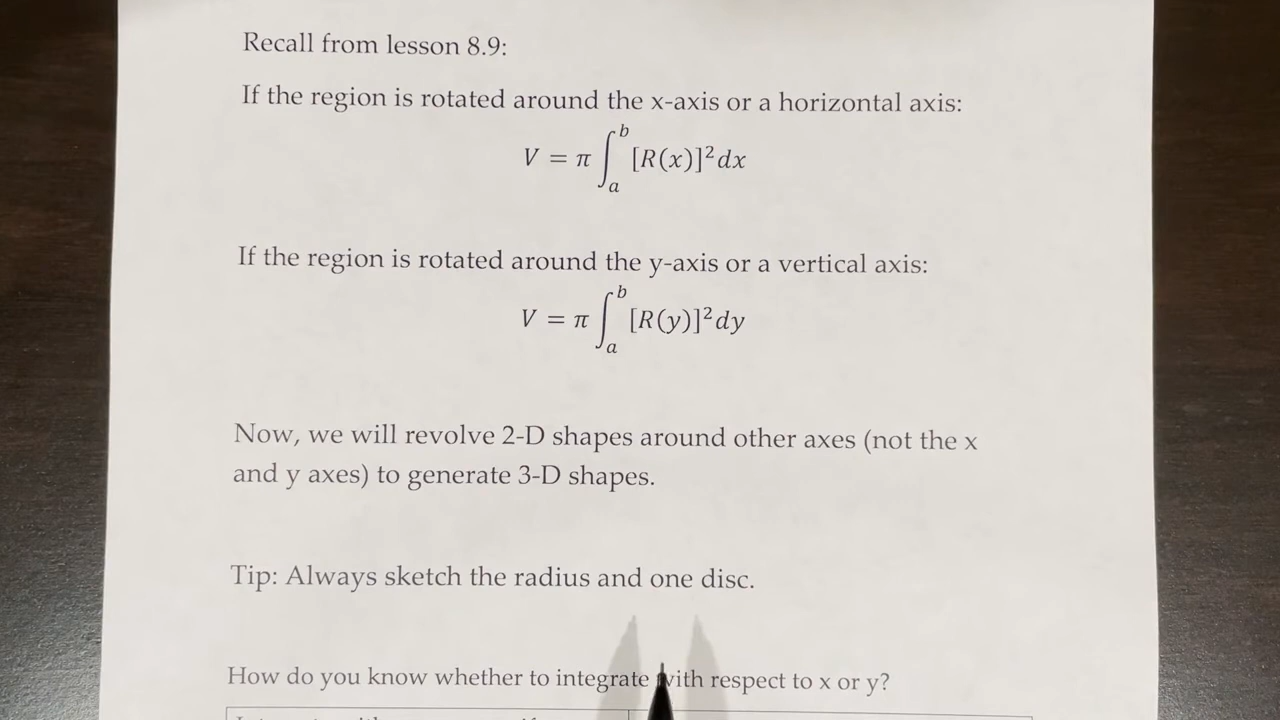 Recall from lesson 8.9:
If the region is rotated around the x-axis or a horizontal axis:
V = π ∫ₐᵇ [R(x)]² dx
If the region is rotated around the y-axis or a vertical axis:
V = π ∫ₐᵇ [R(y)]² dy
Now, we will revolve 2-D shapes around other axes (not the x
and y axes) to generate 3-D shapes.
Tip: Always sketch the radius and one disc.
How do you know whether to integrate with respect to x or y?